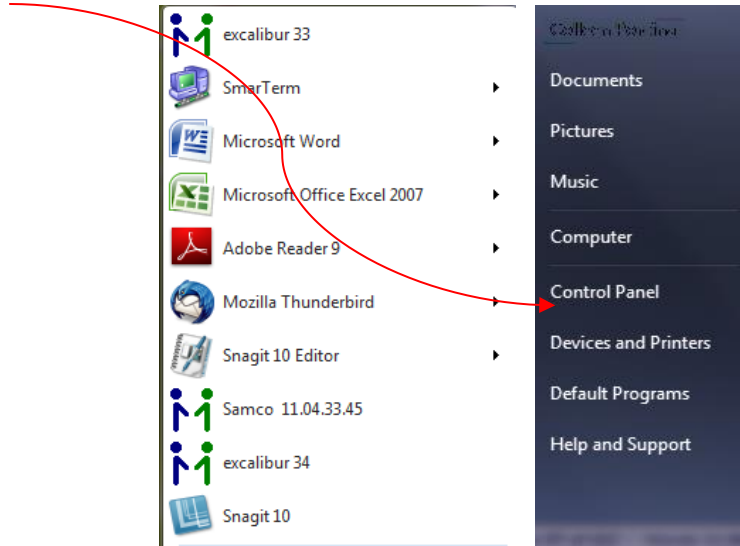 excalibur 33
SmarTerm
Microsoft Word
Microsoft Office Excel 2007
Adobe Reader 9
Mozilla Thunderbird
Snagit 10 Editor
Samco 11.04.33.45
excalibur 34
Snagit 10
Documents
Pictures
Music
Computer
Control Panel
Devices and Printers
Default Programs
Help and Support